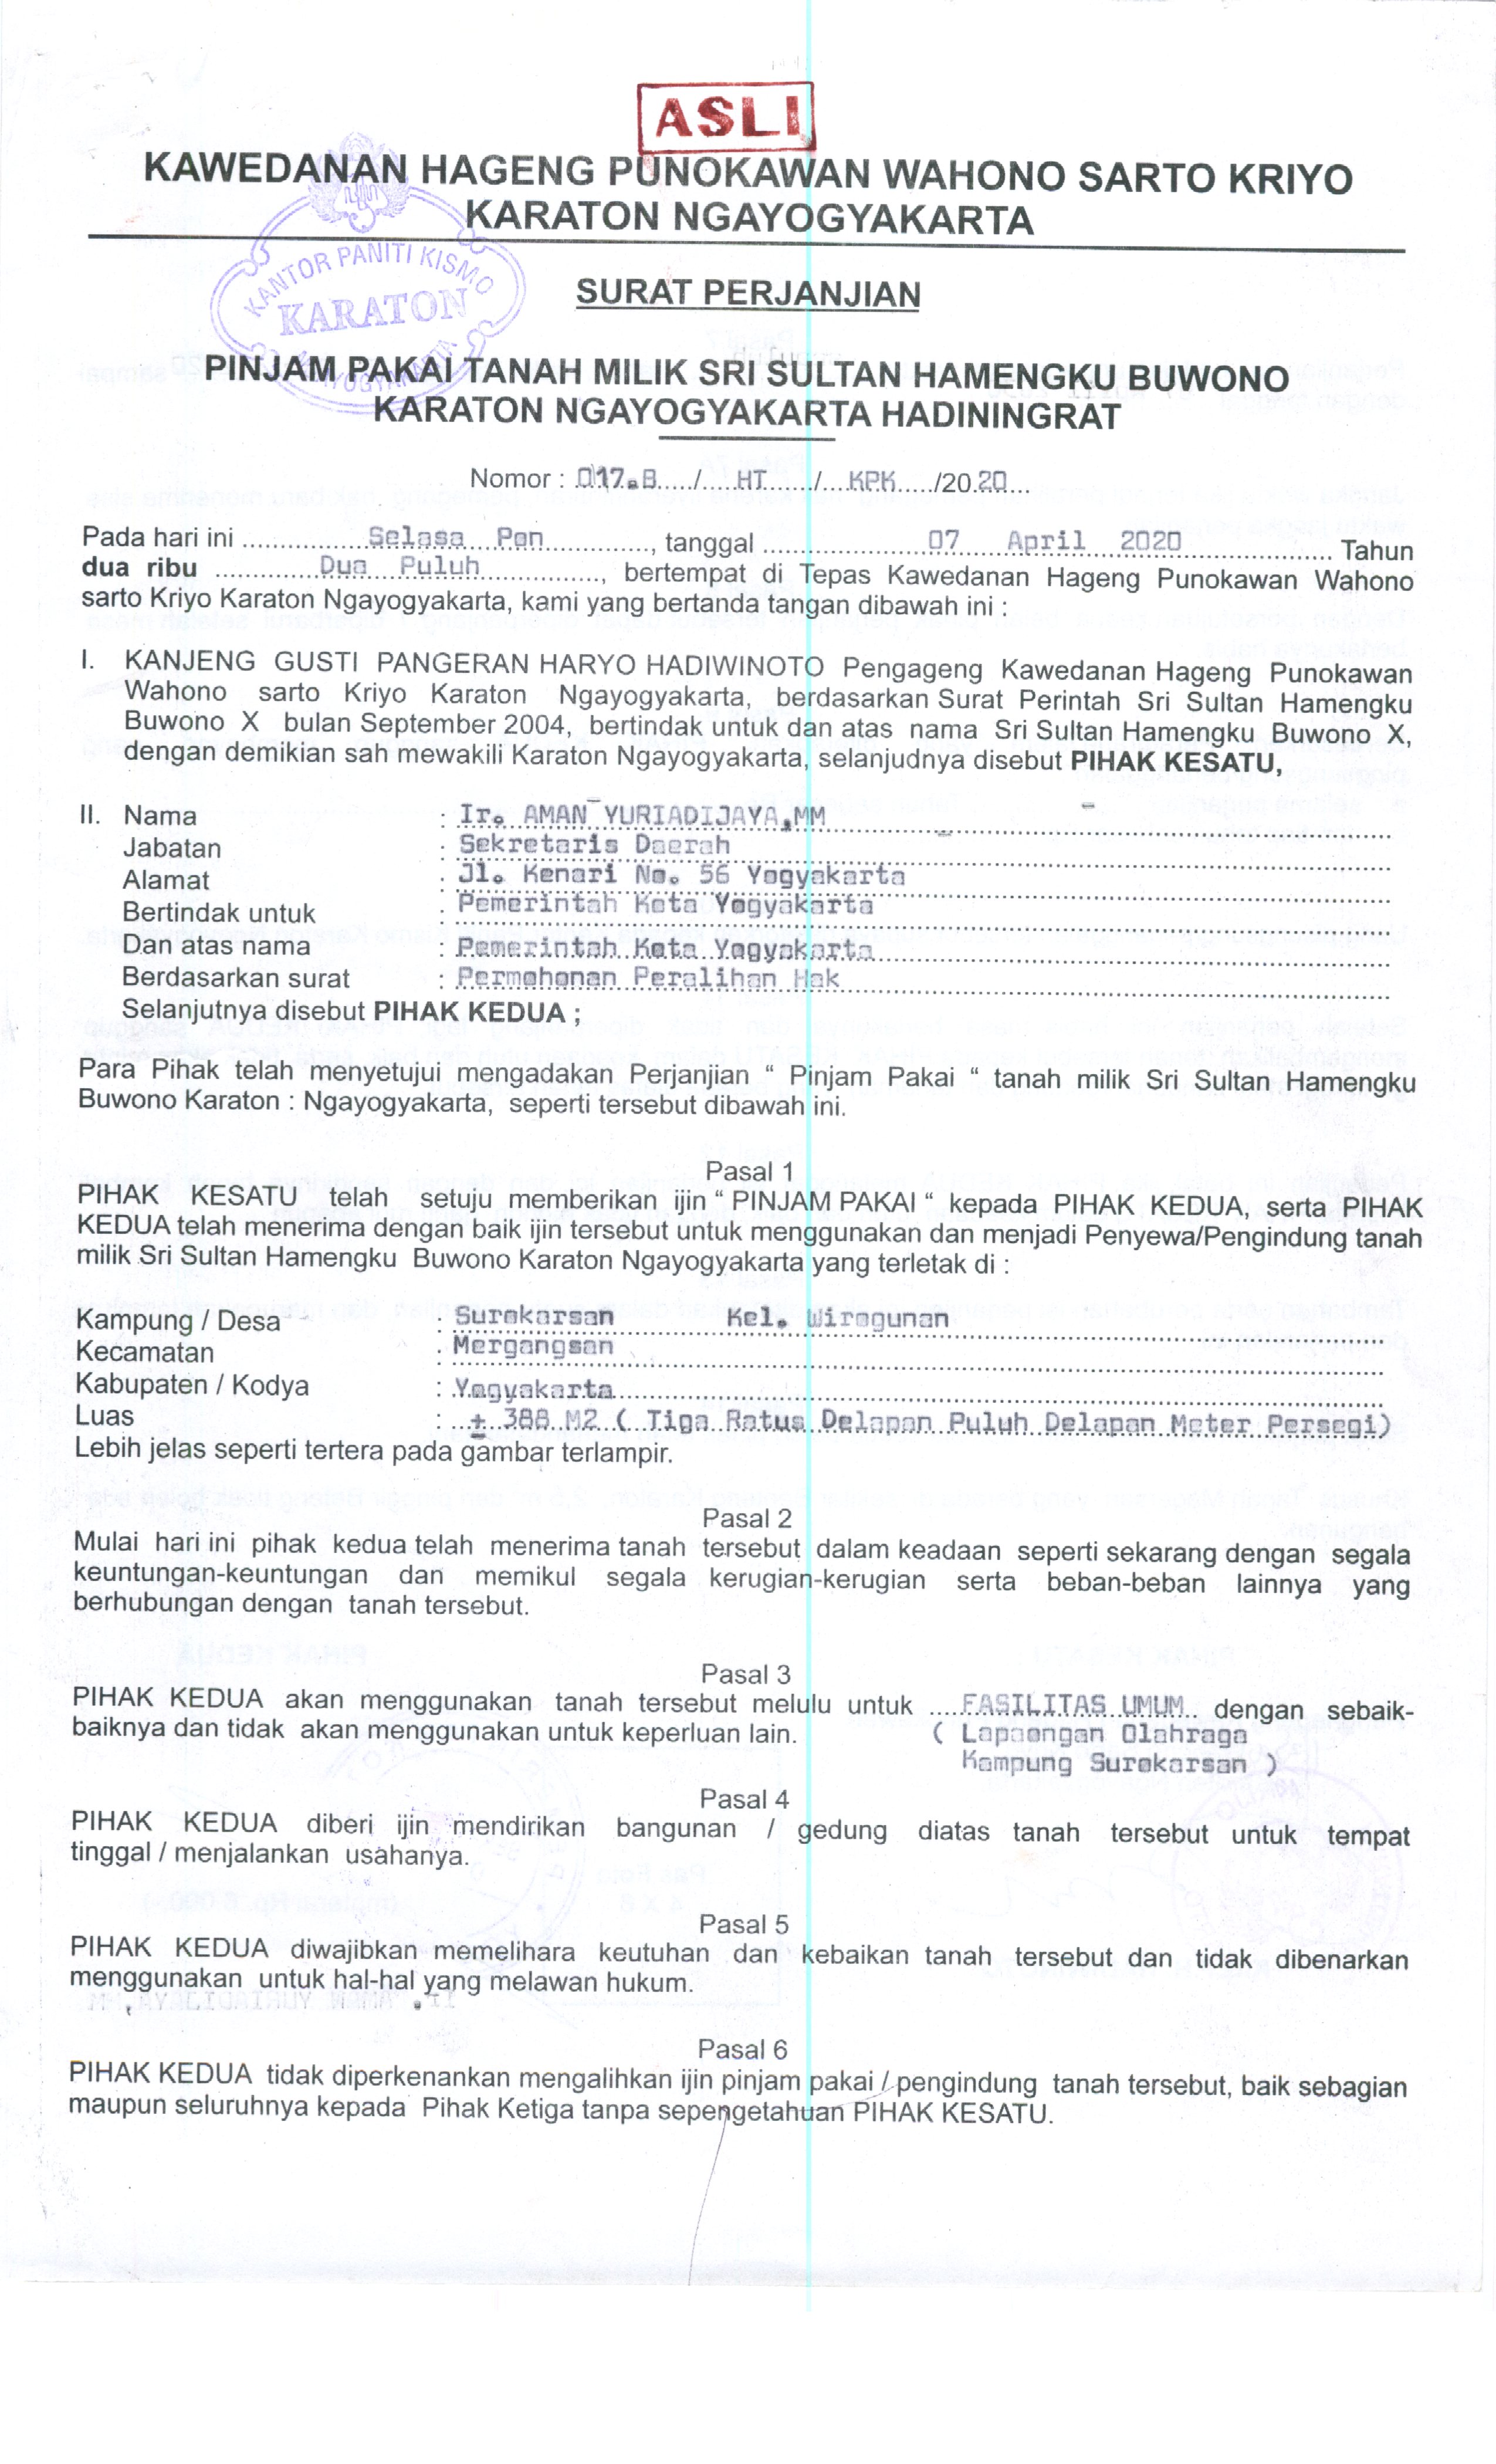 ASLI
KAWEDANAN HAGENG PUNOKAWAN WAHONO SARTO KRIYO
KARATON NGAYOGYAKARTA
KANTOR PANITI KISMO
KARATON
NGAYOGYAKARTA
SURAT PERJANJIAN
PINJAM PAKAI TANAH MILIK SRI SULTAN HAMENGKU BUWONO
KARATON NGAYOGYAKARTA HADININGRAT
Nomor : 017.B / HT / KPK /2020
Pada hari ini Selasa Pon, tanggal 07 April 2020 Tahun
dua ribu Dua Puluh, bertempat di Tepas Kawedanan Hageng Punokawan Wahono
sarto Kriyo Karaton Ngayogyakarta, kami yang bertanda tangan dibawah ini :
I. KANJENG GUSTI PANGERAN HARYO HADIWINOTO Pengageng Kawedanan Hageng Punokawan
Wahono sarto Kriyo Karaton Ngayogyakarta, berdasarkan Surat Perintah Sri Sultan Hamengku
Buwono X bulan September 2004, bertindak untuk dan atas nama Sri Sultan Hamengku Buwono X,
dengan demikian sah mewakili Karaton Ngayogyakarta, selanjudnya disebut PIHAK KESATU,
II. Nama : Ir. AMAN YURIADIJAYA,MM
Jabatan : Sekretaris Daerah
Alamat : Jl. Kenari No. 56 Yogyakarta
Bertindak untuk : Pemerintah Kota Yogyakarta
Dan atas nama : Pemerintah Kota Yogyakarta
Berdasarkan surat : Permohonan Peralihan Hak
Selanjutnya disebut PIHAK KEDUA ;
Para Pihak telah menyetujui mengadakan Perjanjian “ Pinjam Pakai “ tanah milik Sri Sultan Hamengku
Buwono Karaton : Ngayogyakarta, seperti tersebut dibawah ini.
Pasal 1
PIHAK KESATU telah setuju memberikan ijin “ PINJAM PAKAI “ kepada PIHAK KEDUA, serta PIHAK
KEDUA telah menerima dengan baik ijin tersebut untuk menggunakan dan menjadi Penyewa/Pengindung tanah
milik Sri Sultan Hamengku Buwono Karaton Ngayogyakarta yang terletak di :
Kampung / Desa : Surokarsan Kel. Wirogunan
Kecamatan : Mergangsan
Kabupaten / Kodya : Yogyakarta
Luas : ± 388 M2 ( Tiga Ratus Delapan Puluh Delapan Meter Persegi)
Lebih jelas seperti tertera pada gambar terlampir.
Pasal 2
Mulai hari ini pihak kedua telah menerima tanah tersebut dalam keadaan seperti sekarang dengan segala
keuntungan-keuntungan dan memikul segala kerugian-kerugian serta beban-beban lainnya yang
berhubungan dengan tanah tersebut.
Pasal 3
PIHAK KEDUA akan menggunakan tanah tersebut melulu untuk FASILITAS UMUM dengan sebaik-
baiknya dan tidak akan menggunakan untuk keperluan lain. ( Lapaangan Olahraga
Kampung Surokarsan )
Pasal 4
PIHAK KEDUA diberi ijin mendirikan bangunan / gedung diatas tanah tersebut untuk tempat
tinggal / menjalankan usahanya.
Pasal 5
PIHAK KEDUA diwajibkan memelihara keutuhan dan kebaikan tanah tersebut dan tidak dibenarkan
menggunakan untuk hal-hal yang melawan hukum.
Pasal 6
PIHAK KEDUA tidak diperkenankan mengalihkan ijin pinjam pakai / pengindung tanah tersebut, baik sebagian
maupun seluruhnya kepada Pihak Ketiga tanpa sepengetahuan PIHAK KESATU.